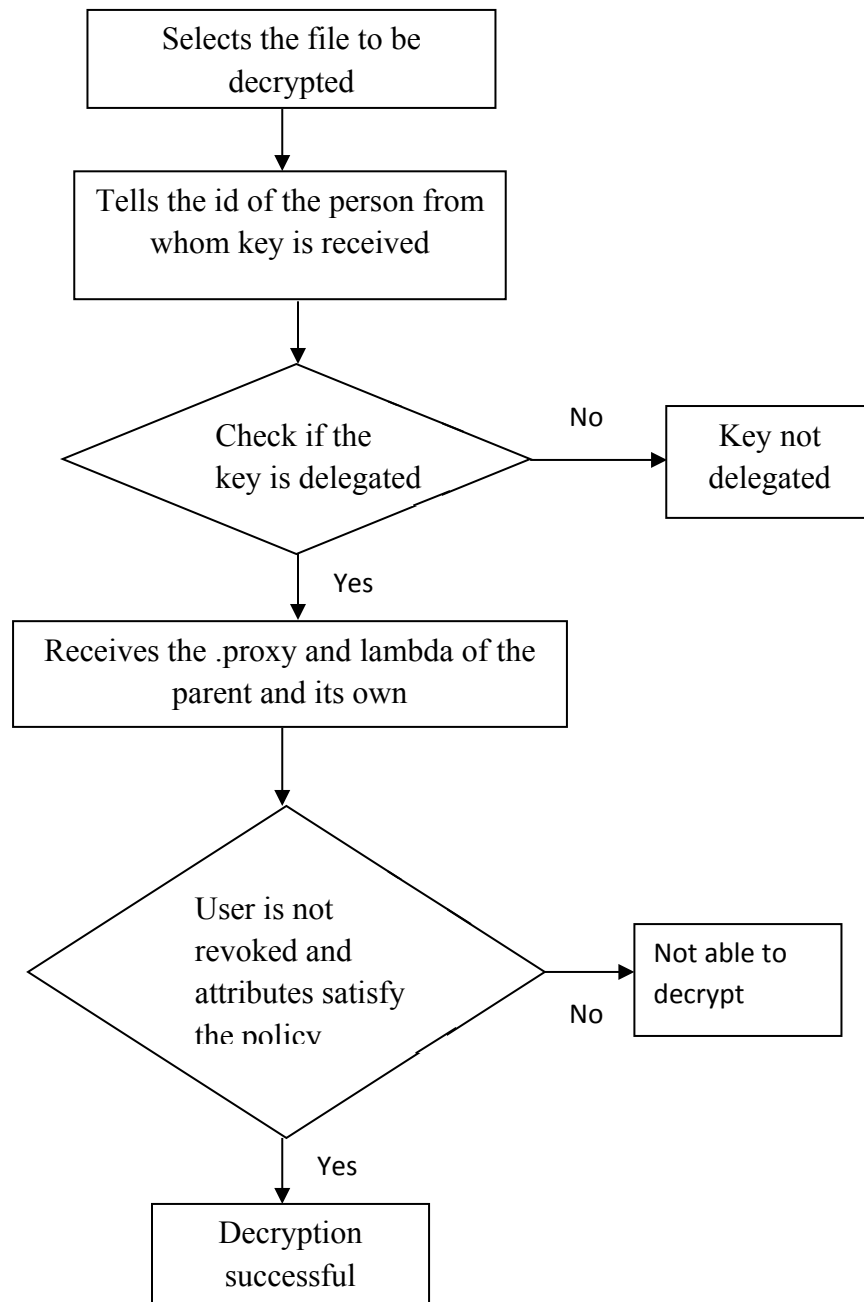 Selects the file to be
decrypted
Tells the id of the person from
whom key is received
Check if the
key is delegated
No
Key not
delegated
Yes
Receives the .proxy and lambda of the
parent and its own
User is not
revoked and
attributes satisfy
the policy
No
Not able to
decrypt
Yes
Decryption
successful